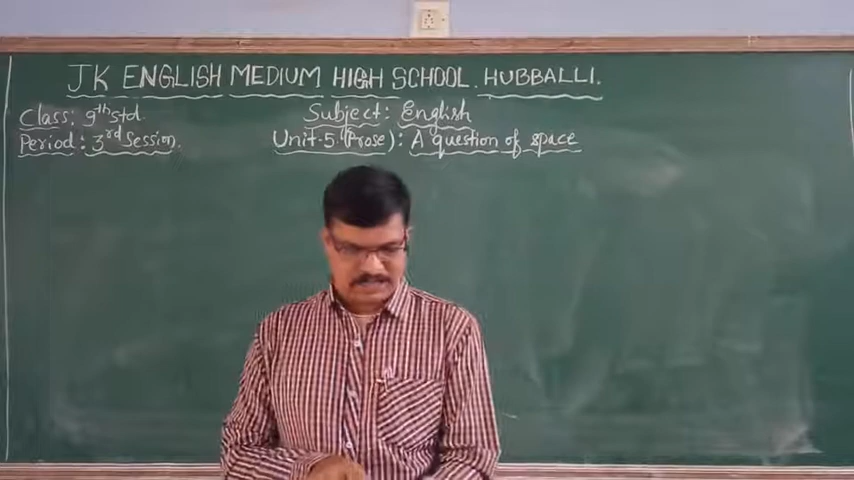 JK ENGLISH MEDIUM HIGH SCHOOL. HUBBALLI.
Class: 9th Std Subject: English
Period: 3rd Session. Unit-5. (Prose): A question of space